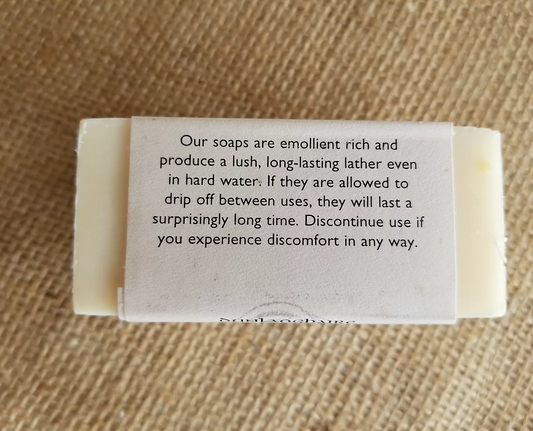 Our soaps are emollient rich and
produce a lush, long-lasting lather even
in hard water. If they are allowed to
drip off between uses, they will last a
surprisingly long time. Discontinue use if
you experience discomfort in any way.